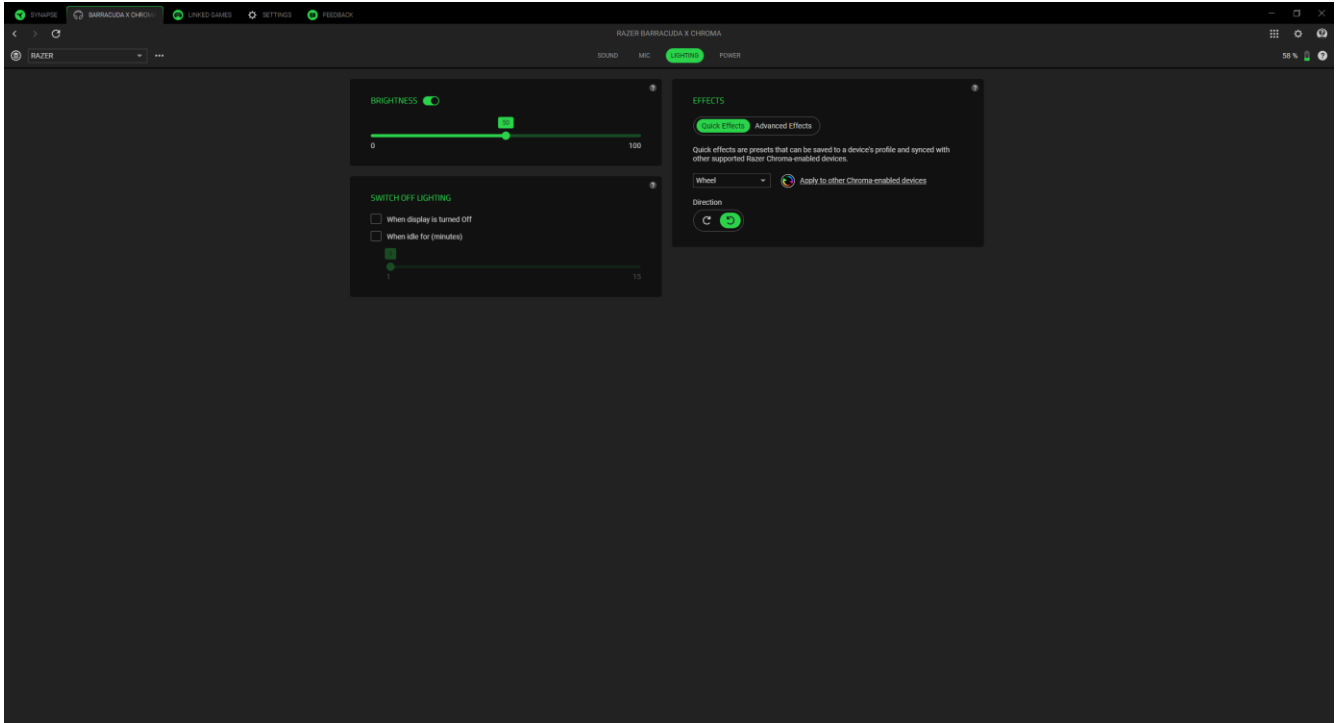 SYNAPSE BARRACUDA X CHROM LINKED GAMES SETTINGS FEEDBACK
RAZER BARRACUDA X CHROMA
RAZER SOUND MIC LIGHTING POWER 58 %
BRIGHTNESS
50
0 100
SWITCH OFF LIGHTING
When display is turned Off
When idle for (minutes)
1 15
EFFECTS
Quick Effects Advanced Effects
Quick effects are presets that can be saved to a device's profile and synced with
other supported Razer Chroma-enabled devices.
Wheel Apply to other Chroma-enabled devices
Direction